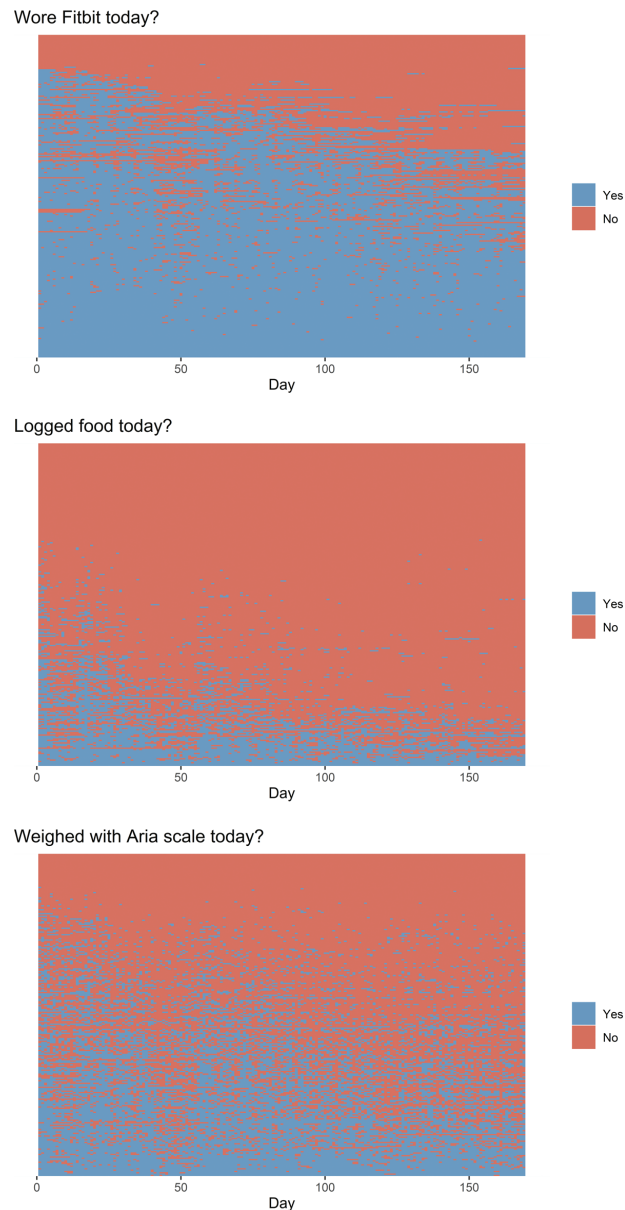 Wore Fitbit today?
Yes
No
0 50 100 150
Day
Logged food today?
Yes
No
0 50 100 150
Day
Weighed with Aria scale today?
Yes
No
0 50 100 150
Day